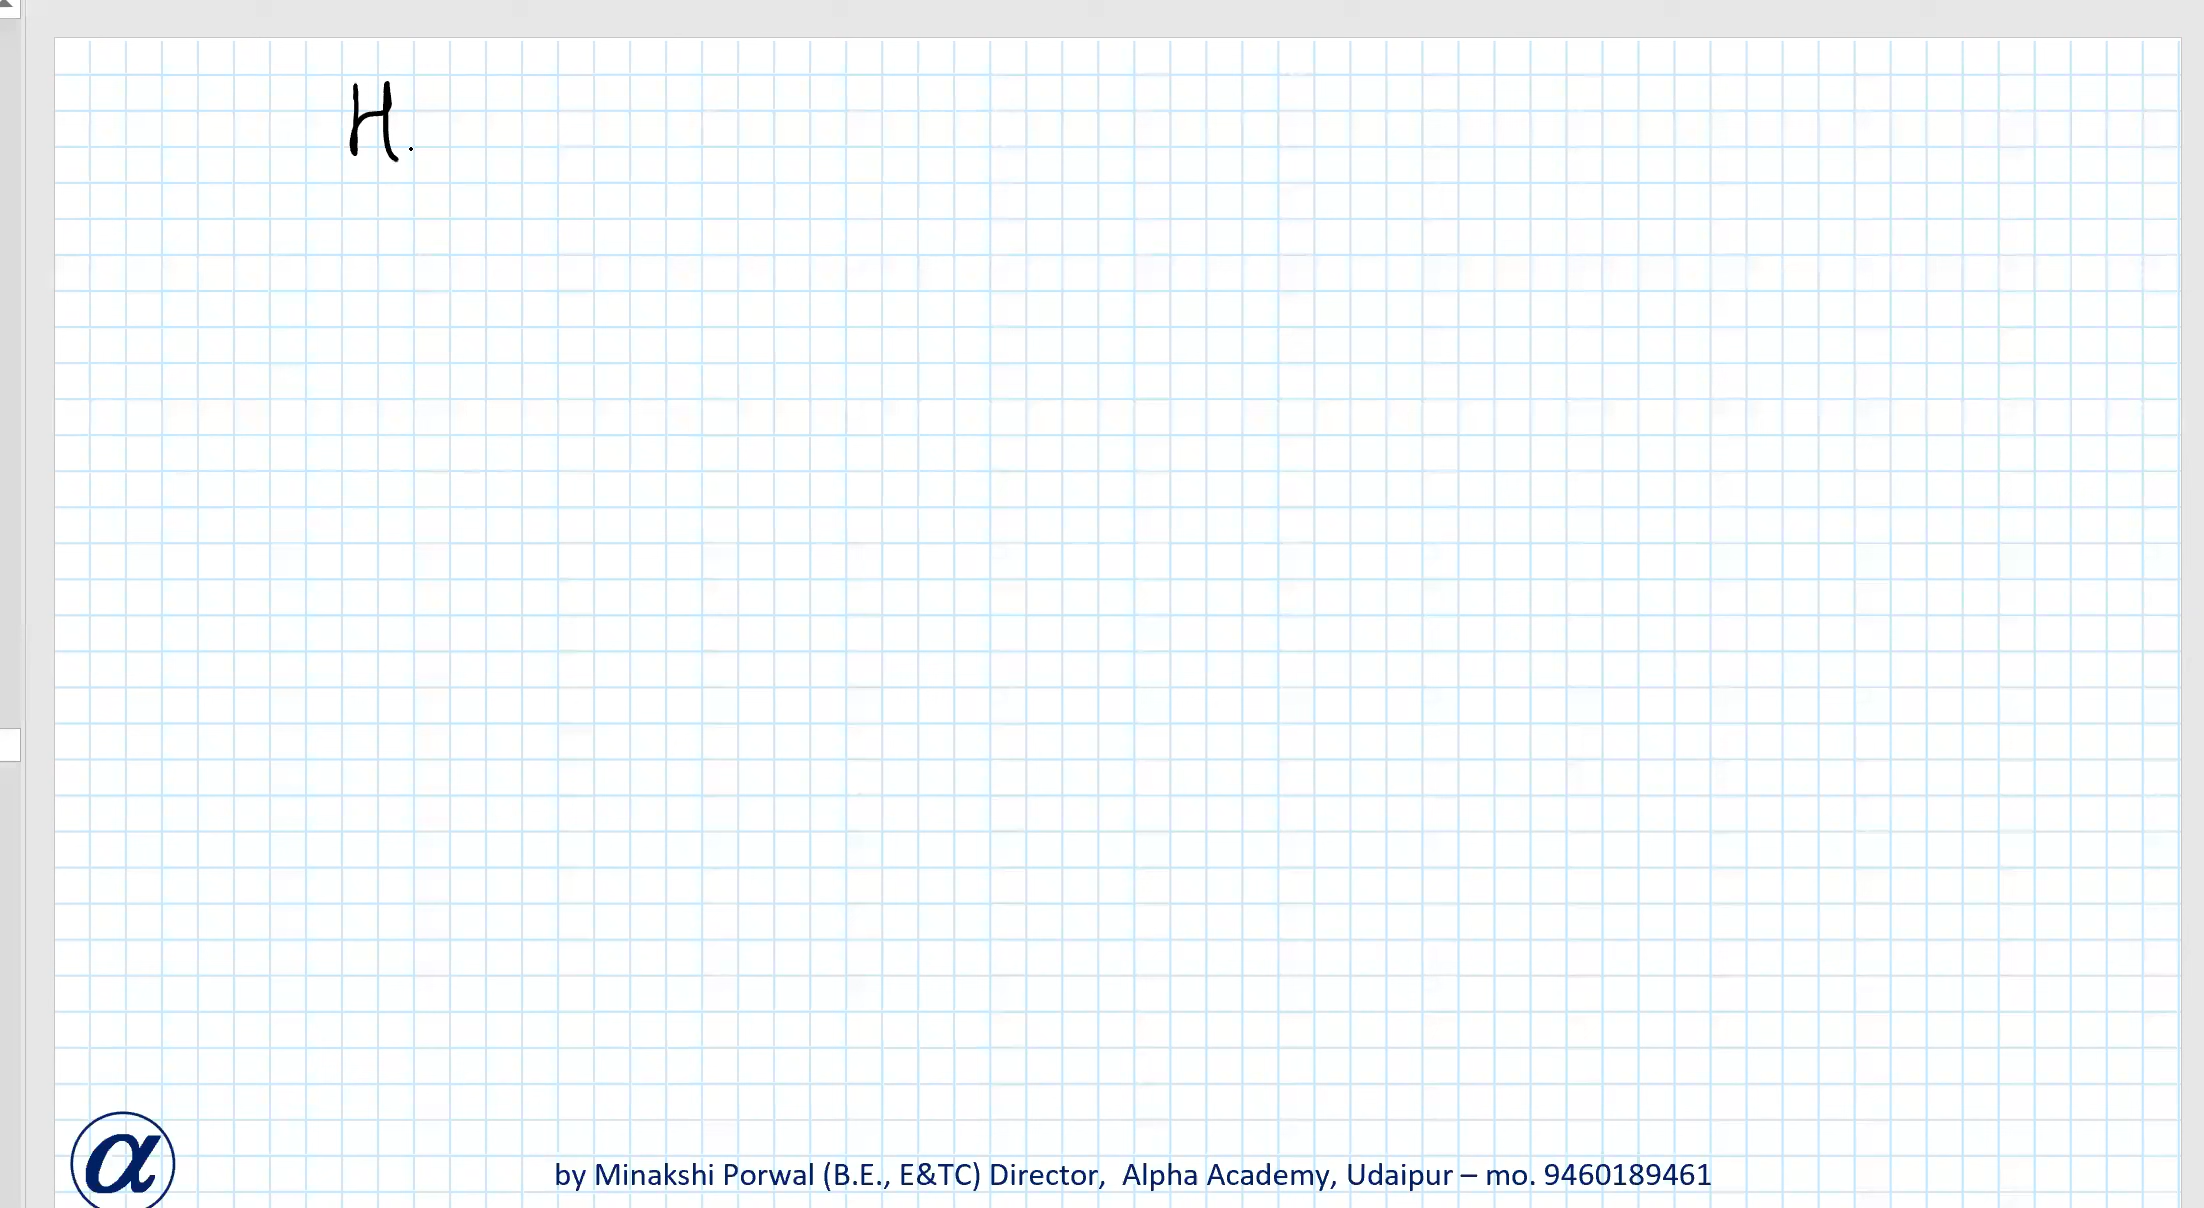 H.
α
by Minakshi Porwal (B.E., E&TC) Director, Alpha Academy, Udaipur – mo. 9460189461